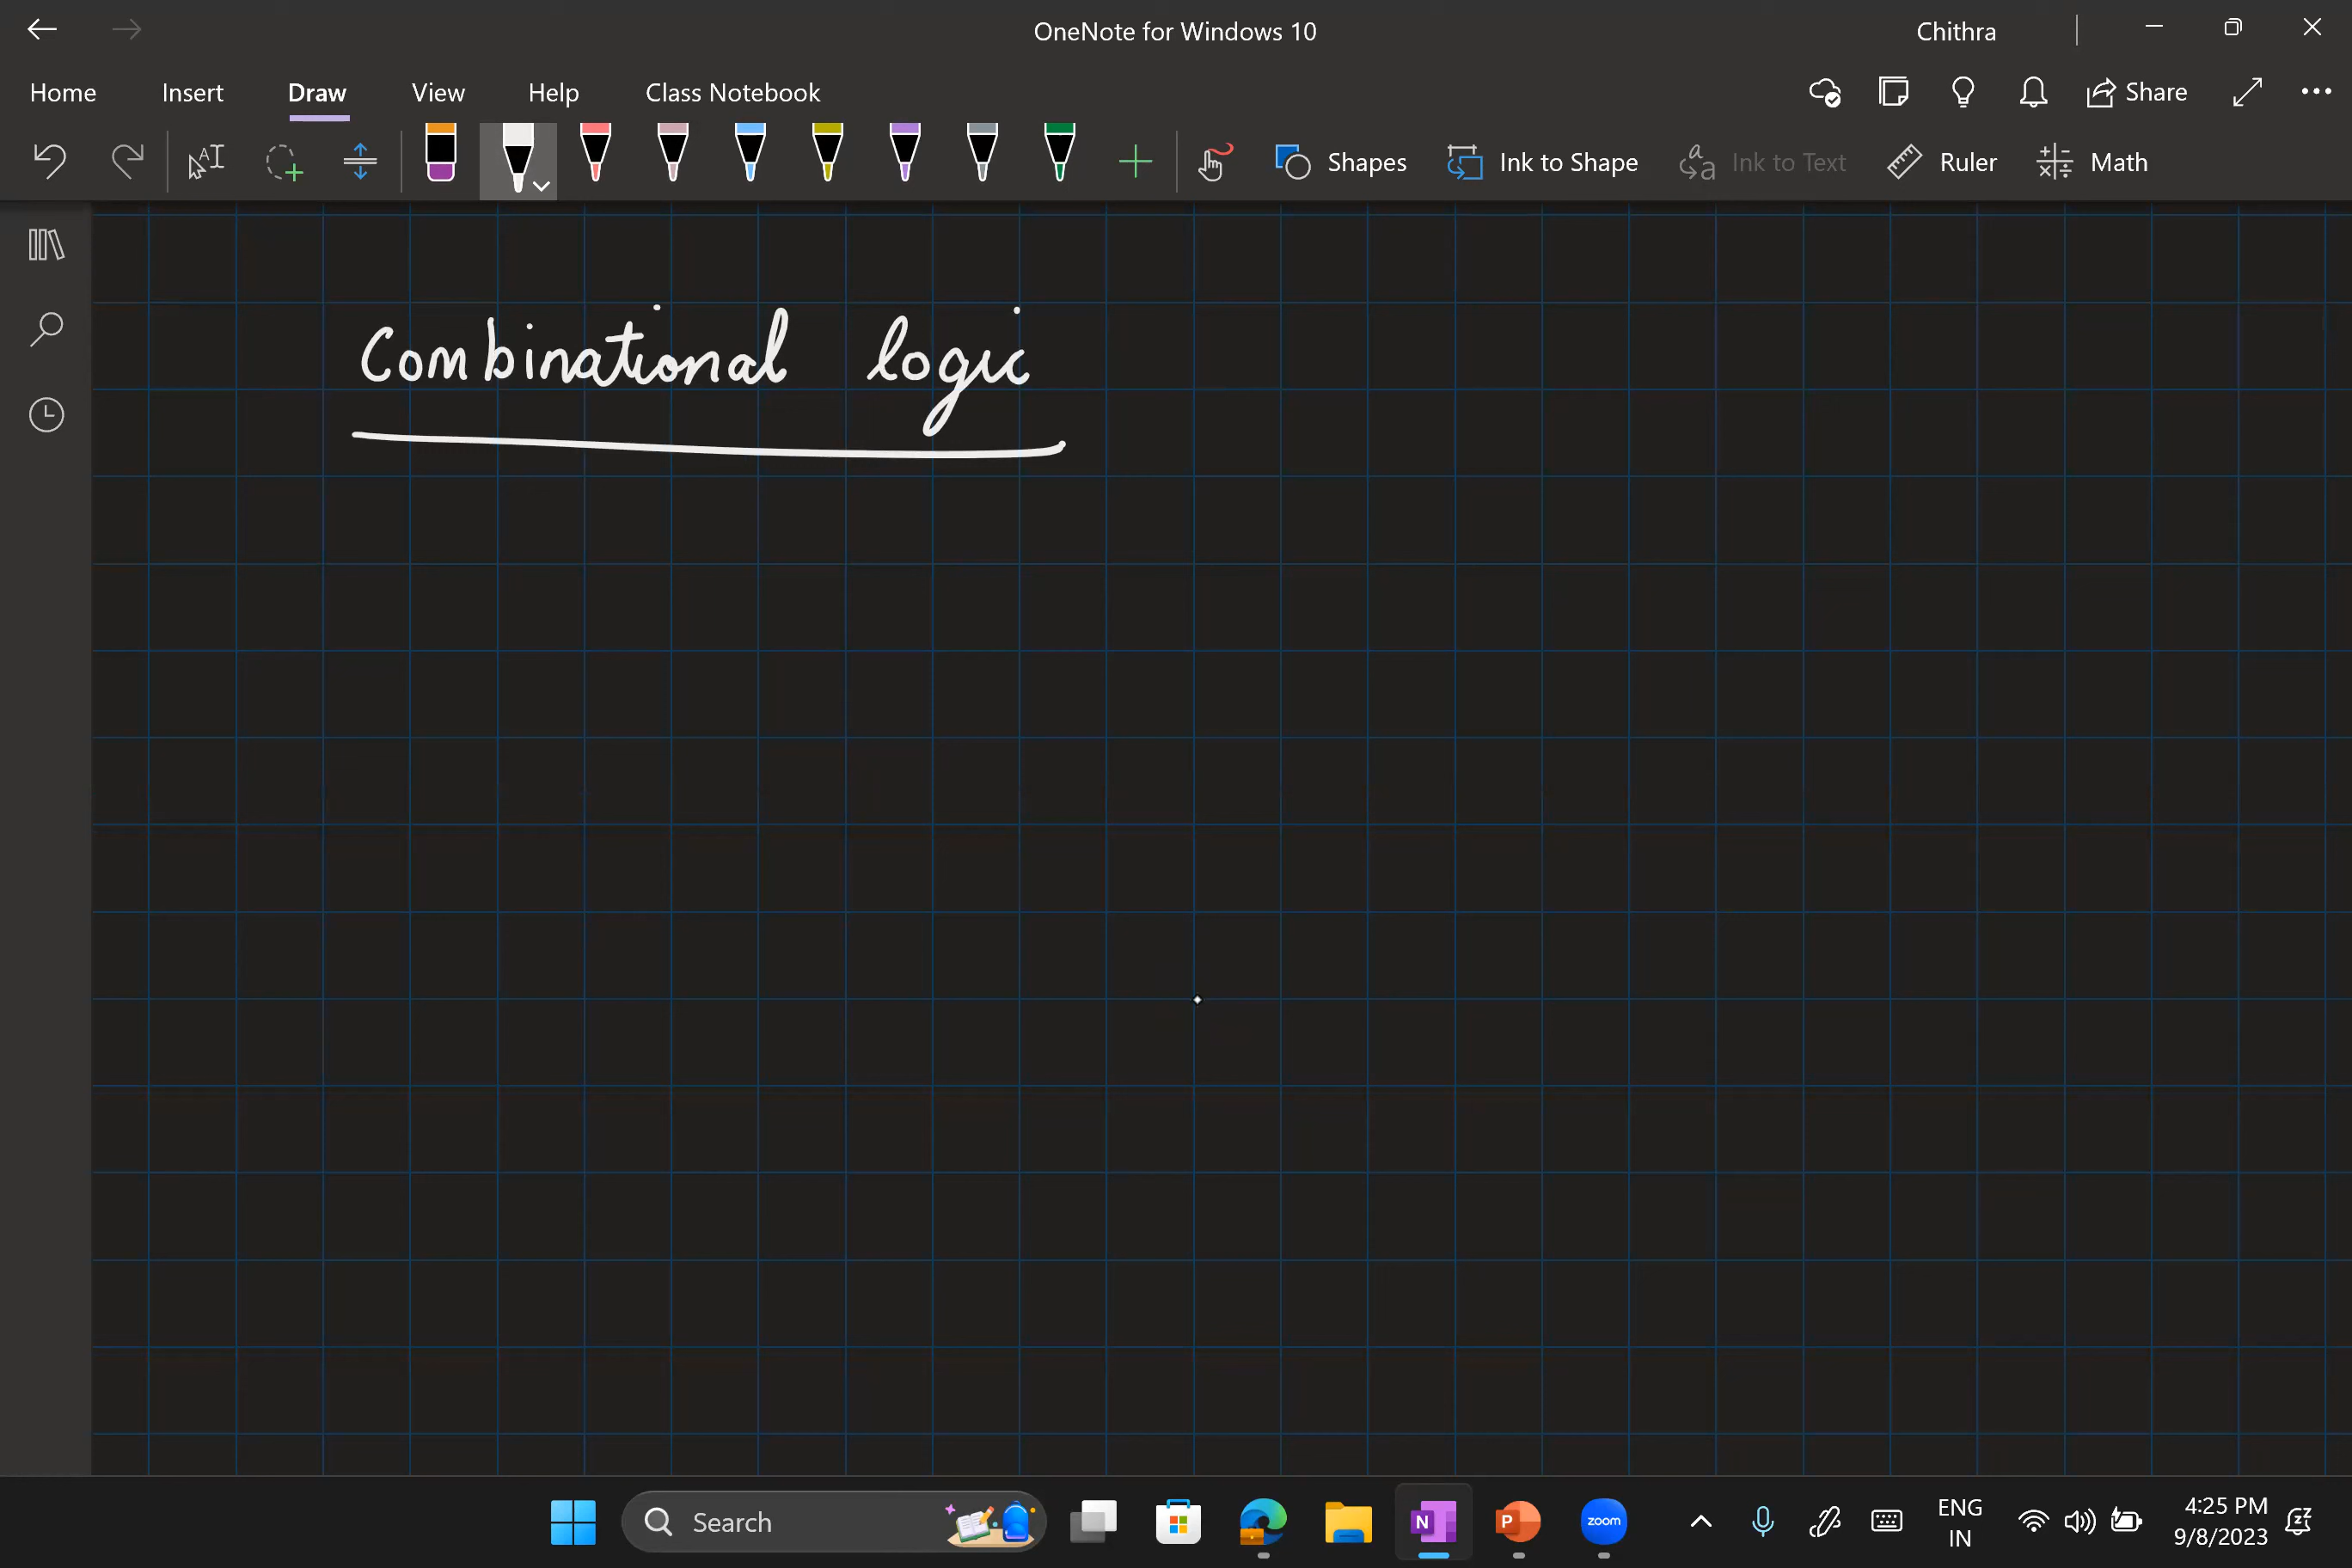 OneNote for Windows 10 Chithra
Home Insert Draw View Help Class Notebook Share
Shapes Ink to Shape Ink to Text Ruler Math
Combinational logic
Search zoom ENG 4:25 PM
IN 9/8/2023